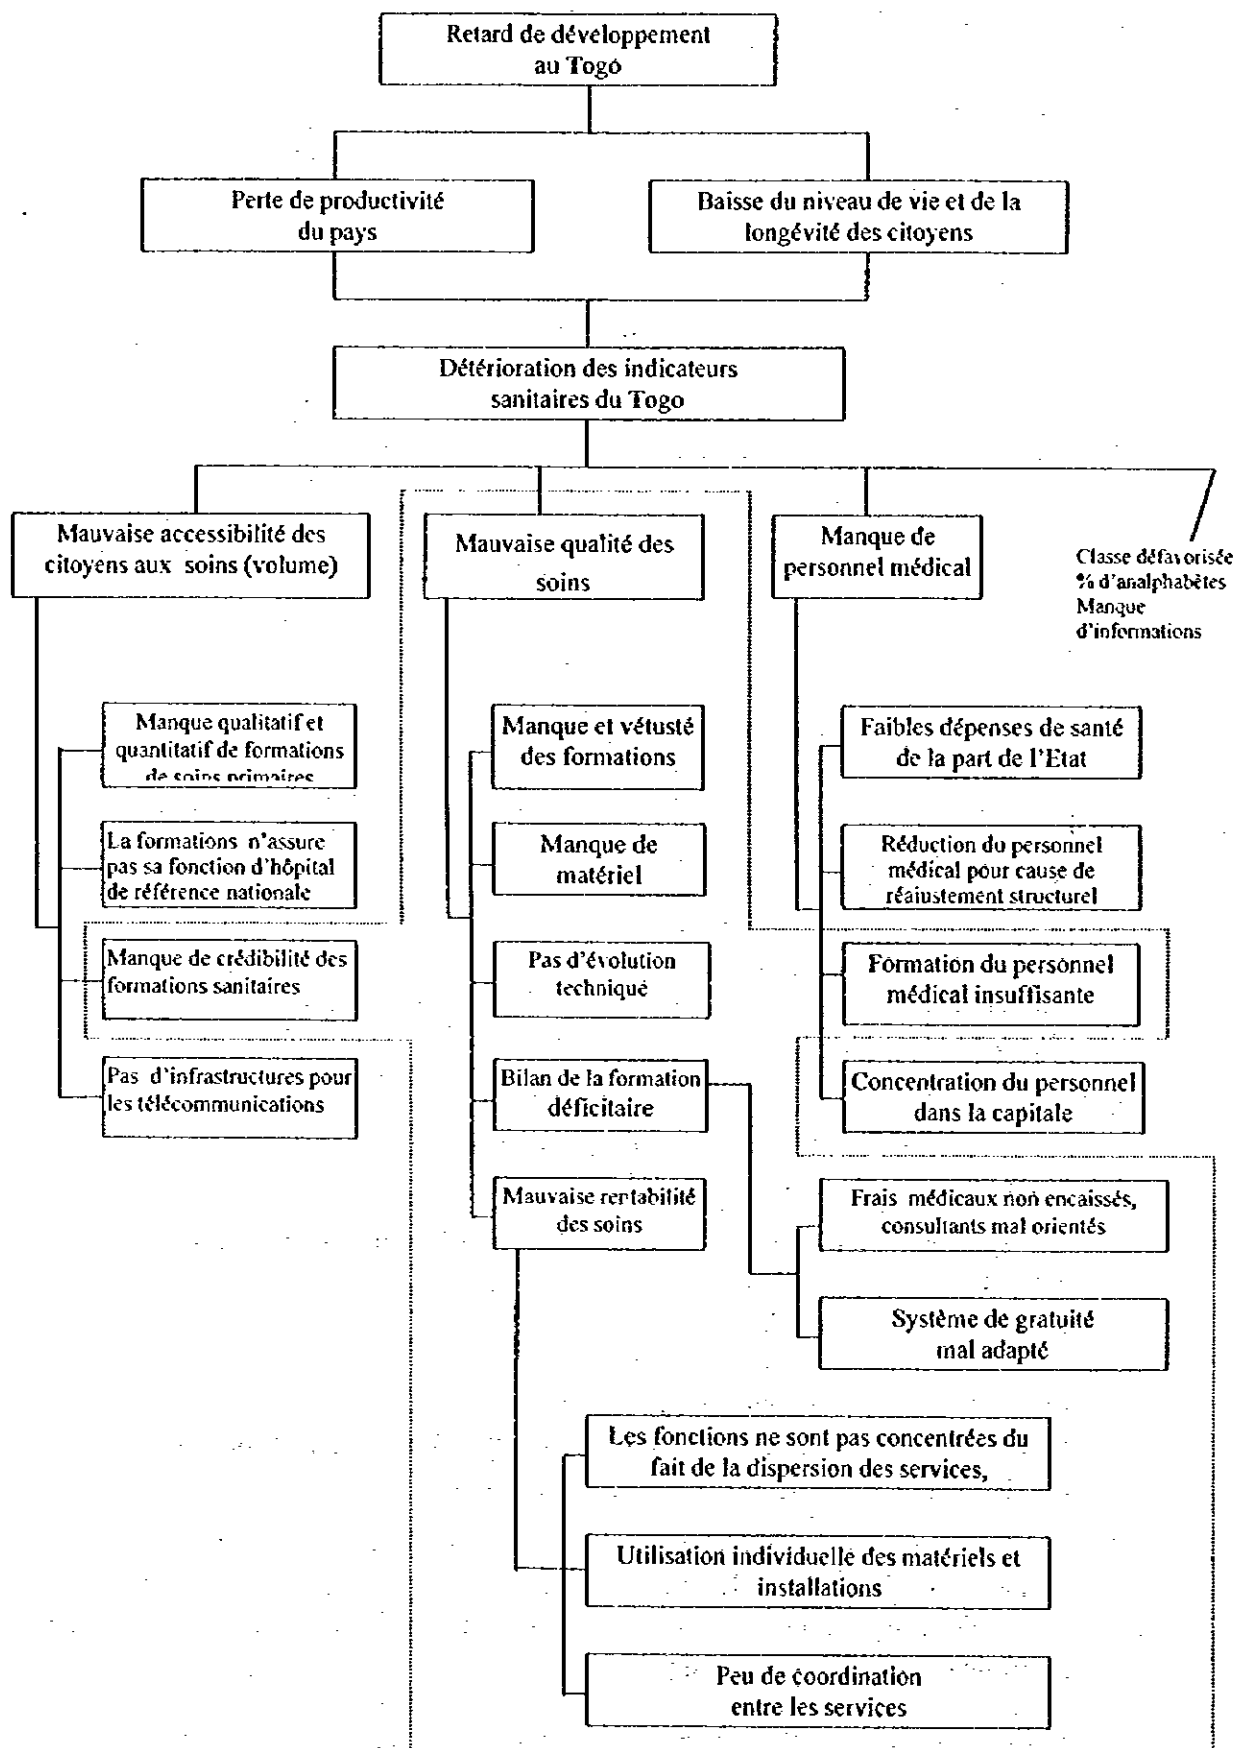 Retard de développement
au Togo
Perte de productivité
du pays
Baisse du niveau de vie et de la
longévité des citoyens
Détérioration des indicateurs
sanitaires du Togo
Mauvaise accessibilité des
citoyens aux soins (volume)
Mauvaise qualité des
soins
Manque de
personnel médical
Classe défavorisée
% d'analphabètes
Manque
d'informations
Manque qualitatif et
quantitatif de formations
de soins primaires
La formations n'assure
pas sa fonction d'hôpital
de référence nationale
Manque de crédibilité des
formations sanitaires
Pas d'infrastructures pour
les télécommunications
Manque et vétusté
des formations
Manque de
matériel
Pas d'évolution
technique
Bilan de la formation
déficitaire
Mauvaise rentabilité
des soins
Faibles dépenses de santé
de la part de l'Etat
Réduction du personnel
médical pour cause de
réajustement structurel
Formation du personnel
médical insuffisante
Concentration du personnel
dans la capitale
Frais médicaux non encaissés,
consultants mal orientés
Système de gratuité
mal adapté
Les fonctions ne sont pas concentrées du
fait de la dispersion des services,
Utilisation individuelle des matériels et
installations
Peu de coordination
entre les services